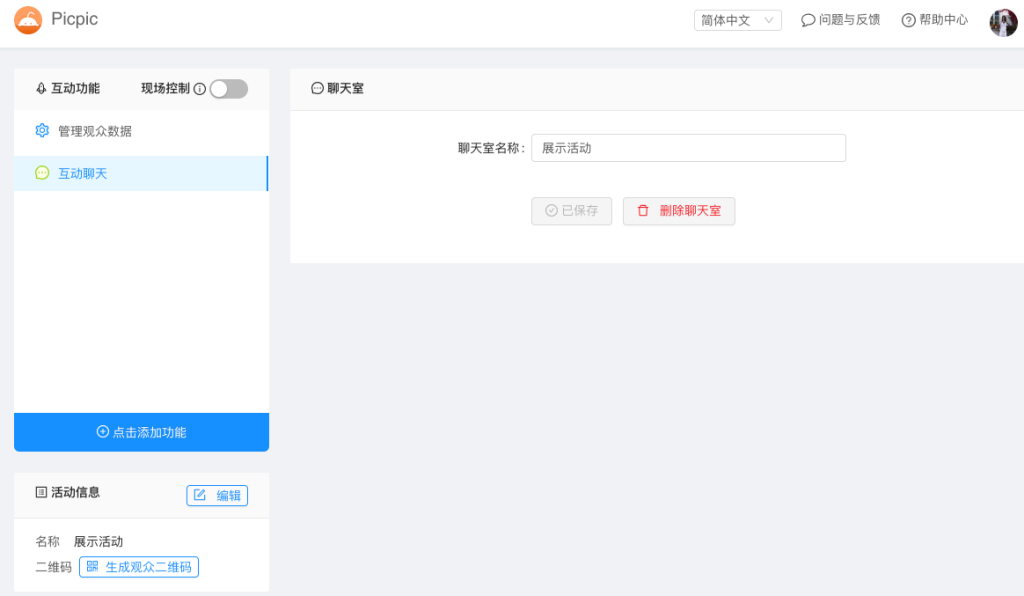 Picpic
简体中文
问题与反馈
帮助中心
互动功能
现场控制
管理观众数据
互动聊天
点击添加功能
活动信息
编辑
名称 展示活动
二维码 生成观众二维码
聊天室
聊天室名称: 展示活动
已保存
删除聊天室